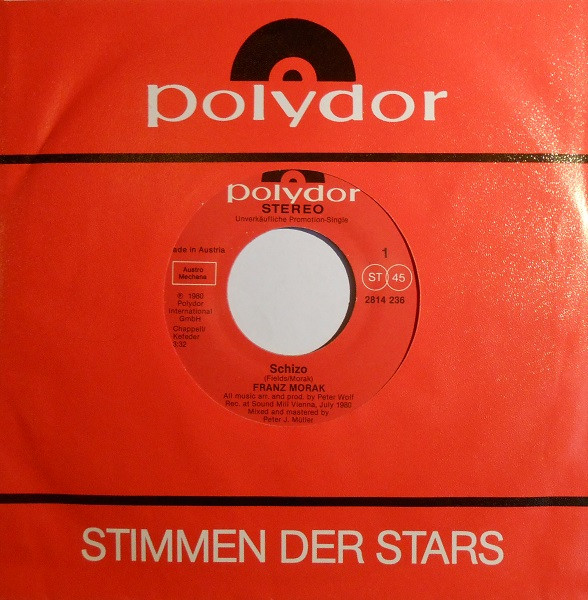 polydor
polydor
STEREO
Unverkäufliche Promotion-Single
ade in Austria
1
Austro
Mechana
ST 45
2814 236
℗ 1980
Polydor
International
GmbH
Chappell/
Kefeder
3:32
Schizo
(Fields/Morak)
FRANZ MORAK
All music arr. and prod. by Peter Wolf
Rec. at Sound Mill Vienna, July 1980
Mixed and mastered by
Peter J. Müller
STIMMEN DER STARS